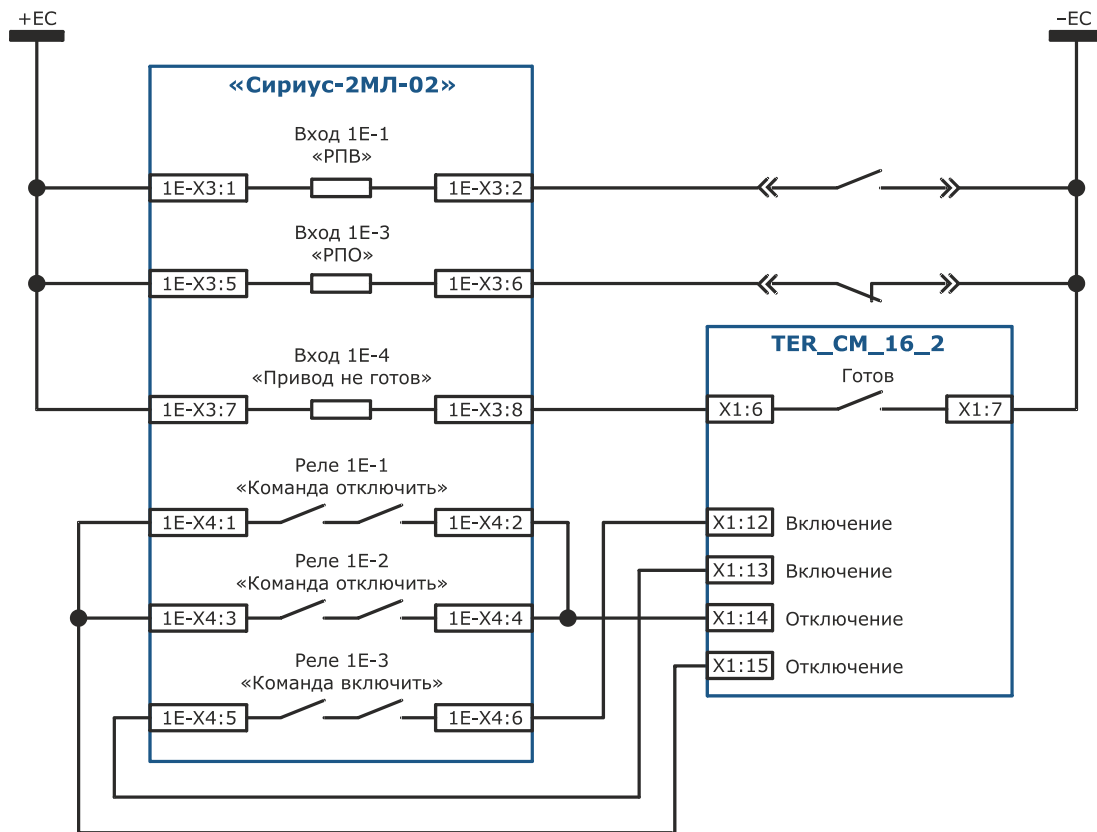 +ЕС
–ЕС
«Сириус-2МЛ-02»
Вход 1Е-1
«РПВ»
1Е-Х3:1
1Е-Х3:2
Вход 1Е-3
«РПО»
1Е-Х3:5
1Е-Х3:6
TER_CM_16_2
Вход 1Е-4
«Привод не готов»
Готов
1Е-Х3:7
1Е-Х3:8
X1:6
X1:7
Реле 1Е-1
«Команда отключить»
1Е-Х4:1
1Е-Х4:2
X1:12 Включение
Реле 1Е-2
«Команда отключить»
X1:13 Включение
1Е-Х4:3
1Е-Х4:4
X1:14 Отключение
Реле 1Е-3
«Команда включить»
X1:15 Отключение
1Е-Х4:5
1Е-Х4:6